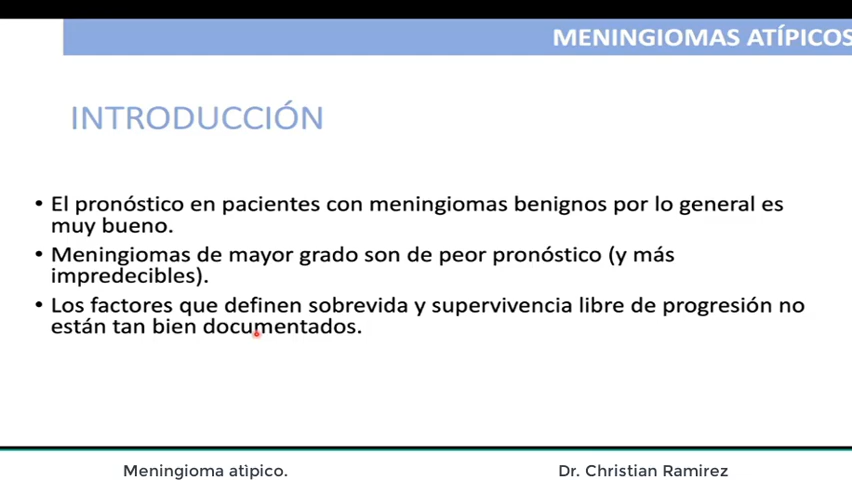 MENINGIOMAS ATÍPICOS
INTRODUCCIÓN
• El pronóstico en pacientes con meningiomas benignos por lo general es
muy bueno.
• Meningiomas de mayor grado son de peor pronóstico (y más
impredecibles).
• Los factores que definen sobrevida y supervivencia libre de progresión no
están tan bien documentados.
Meningioma atìpico.
Dr. Christian Ramirez